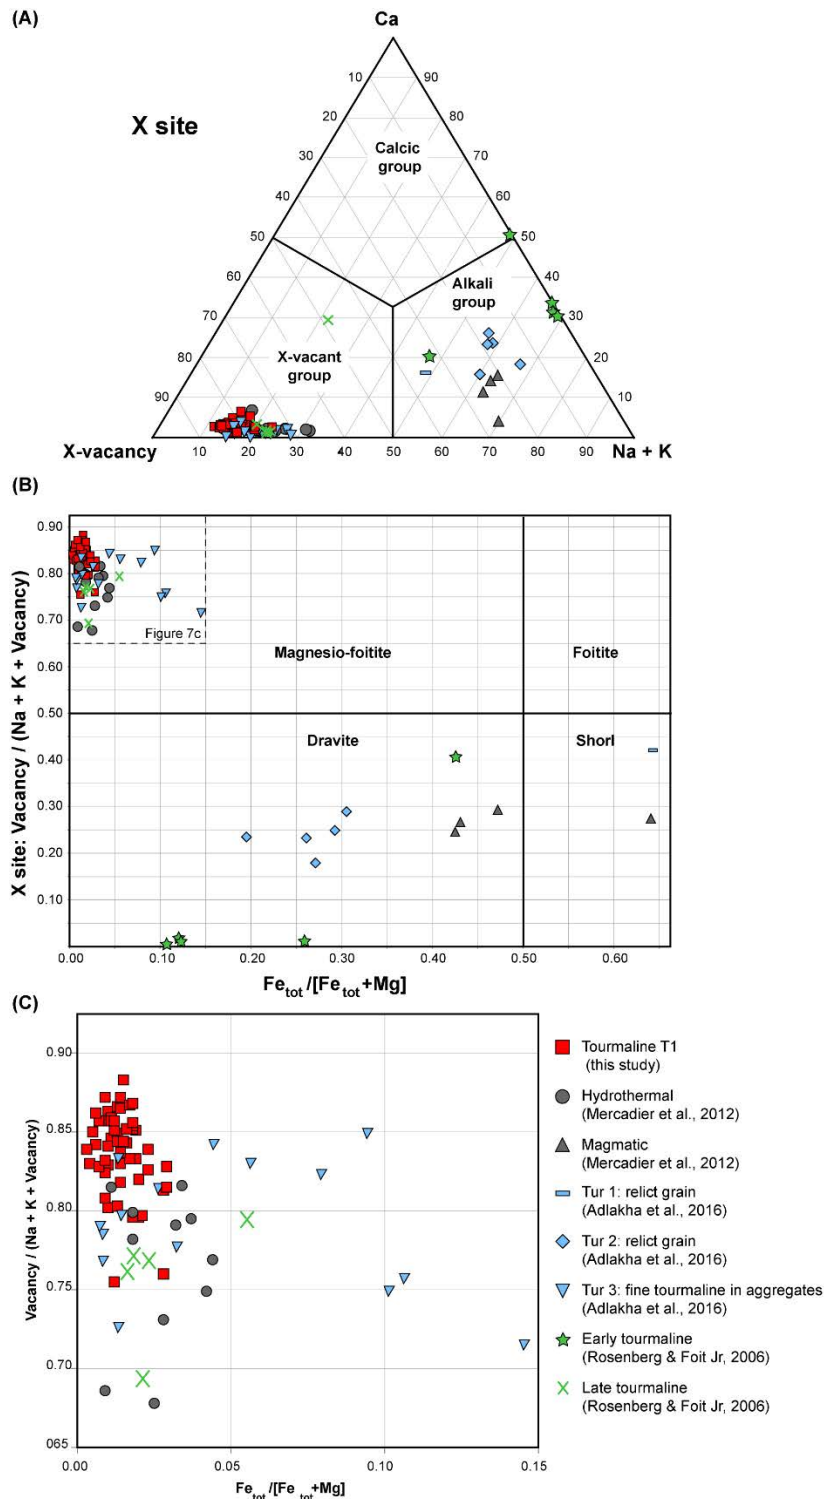 (A)
Ca
X site
10
90
20
80
30
70
Calcic
group
40
60
50
50
60
40
Alkali
group
70
30
X-vacant
group
80
20
90
10
X-vacancy
10
20
30
40
50
60
70
80
90
Na + K
(B)
X site: Vacancy / (Na + K + Vacancy)
0.90
0.80
0.70
0.60
0.50
0.40
0.30
0.20
0.10
Figure 7c
Magnesio-foitite
Foitite
Dravite
Shorl
0.00
0.10
0.20
0.30
0.40
0.50
0.60
Fetot/[Fetot+Mg]
(C)
Vacancy / (Na + K + Vacancy)
0.90
0.85
0.80
0.75
0.70
065
0.00
0.05
0.10
0.15
Fetot/[Fetot+Mg]
Tourmaline T1
(this study)
Hydrothermal
(Mercadier et al., 2012)
Magmatic
(Mercadier et al., 2012)
Tur 1: relict grain
(Adlakha et al., 2016)
Tur 2: relict grain
(Adlakha et al., 2016)
Tur 3: fine tourmaline in aggregates
(Adlakha et al., 2016)
Early tourmaline
(Rosenberg & Foit Jr, 2006)
Late tourmaline
(Rosenberg & Foit Jr, 2006)